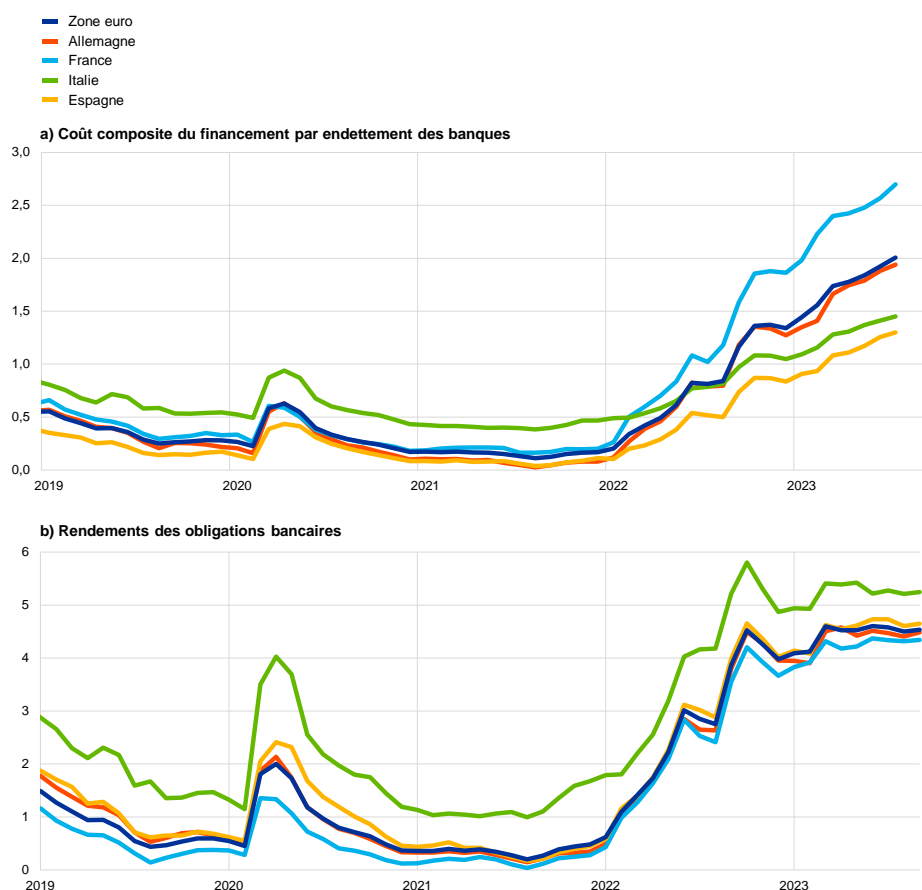 Zone euro
Allemagne
France
Italie
Espagne
a) Coût composite du financement par endettement des banques
3,0
2,5
2,0
1,5
1,0
0,5
0,0
2019 2020 2021 2022 2023
b) Rendements des obligations bancaires
6
5
4
3
2
1
0
2019 2020 2021 2022 2023